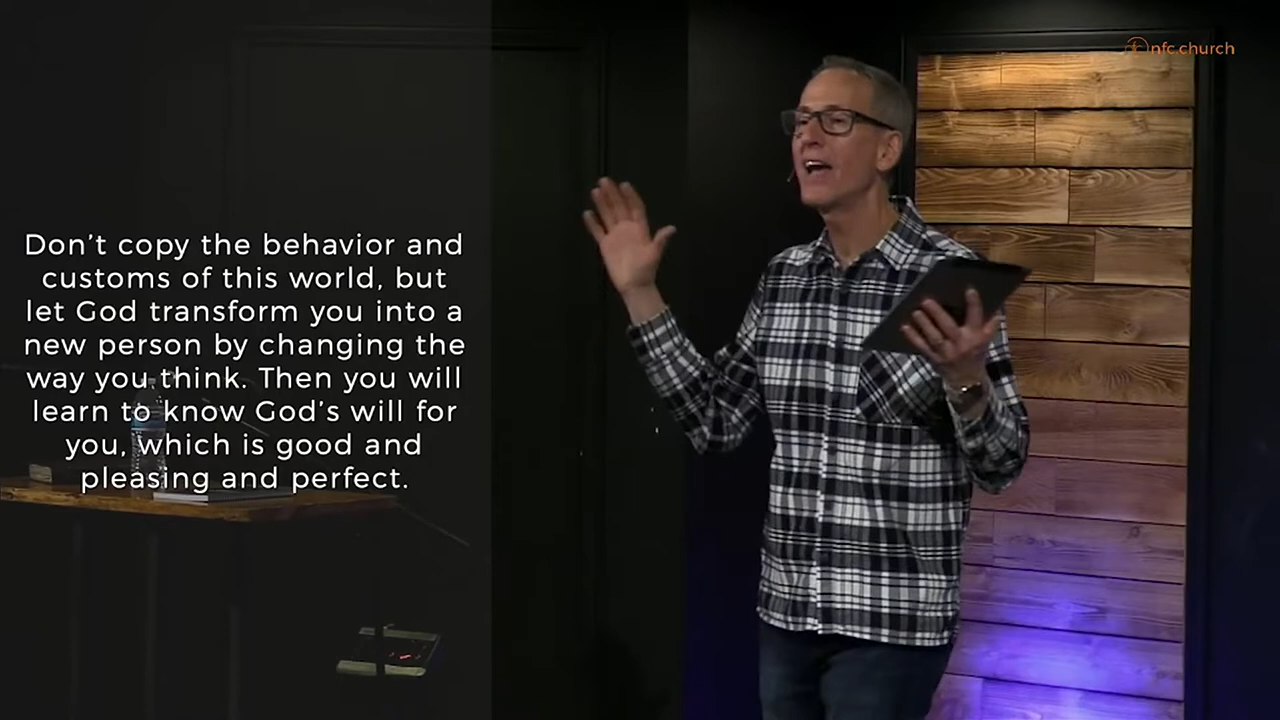 nfc.church
Don’t copy the behavior and
customs of this world, but
let God transform you into a
new person by changing the
way you think. Then you will
learn to know God’s will for
you, which is good and
pleasing and perfect.